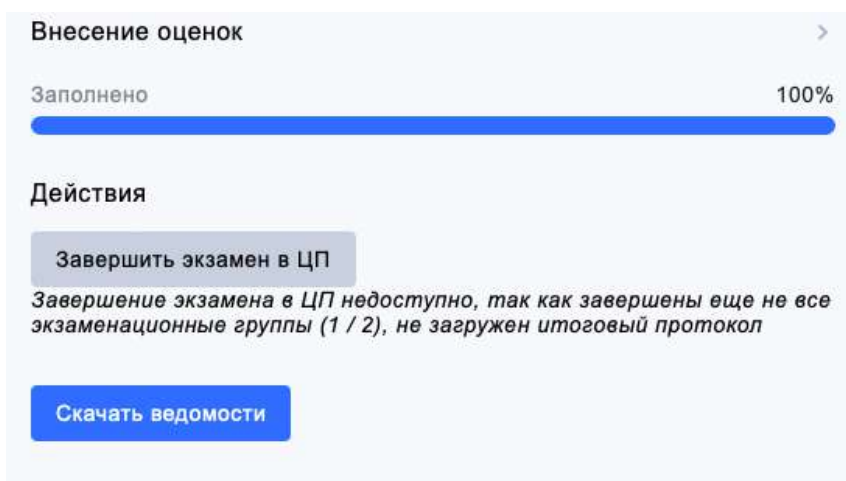 Внесение оценок
Заполнено 100%
Действия
Завершить экзамен в ЦП
Завершение экзамена в ЦП недоступно, так как завершены еще не все
экзаменационные группы (1 / 2), не загружен итоговый протокол
Скачать ведомости